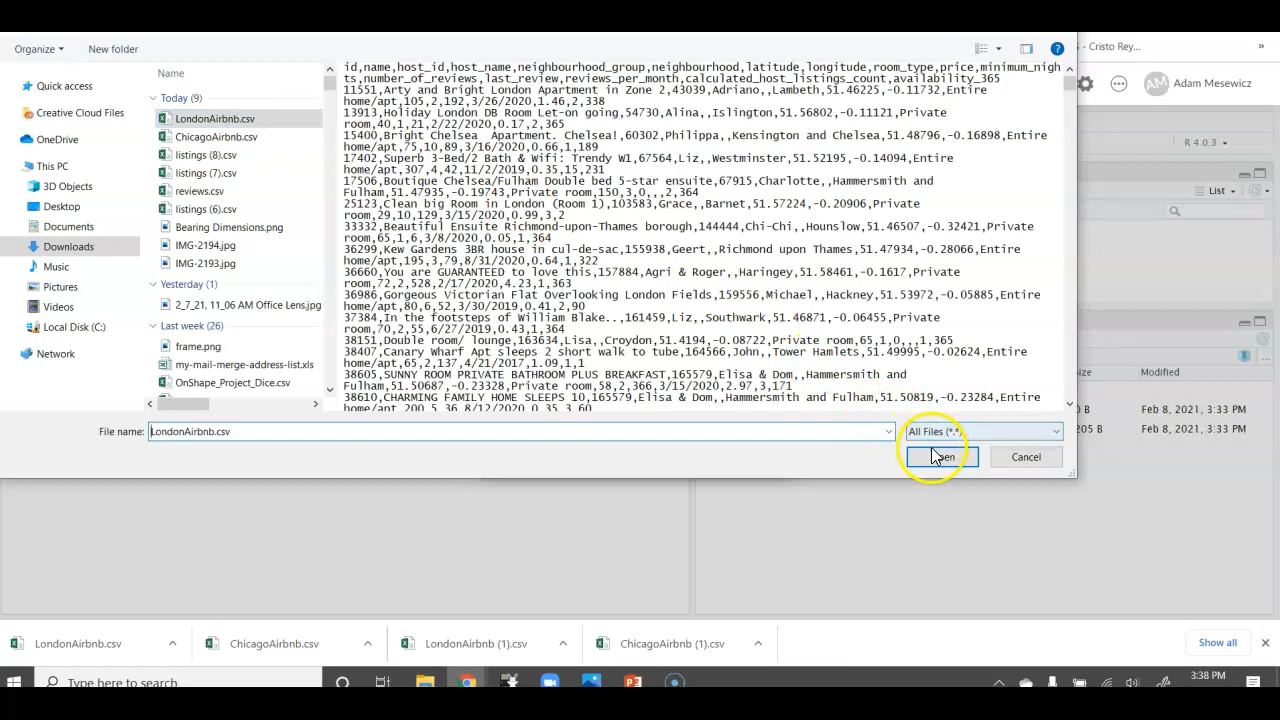 Organize
New folder
?
- Cristo Rey...
»
AM
Adam Mesewicz
R 4.0.3
List
Size
Modified
Feb 8, 2021, 3:33 PM
Feb 8, 2021, 3:33 PM
Quick access
Creative Cloud Files
OneDrive
This PC
3D Objects
Desktop
Documents
Downloads
Music
Pictures
Videos
Local Disk (C:)
Network
Name
Today (9)
LondonAirbnb.csv
ChicagoAirbnb.csv
listings (8).csv
listings (7).csv
reviews.csv
listings (6).csv
Bearing Dimensions.png
IMG-2194.jpg
IMG-2193.jpg
Yesterday (1)
2_7_21, 11_06 AM Office Lens.jpg
Last week (26)
frame.png
my-mail-merge-address-list.xls
OnShape_Project_Dice.csv
id,name,host_id,host_name,neighbourhood_group,neighbourhood,latitude,longitude,room_type,price,minimum_nigh
ts,number_of_reviews,last_review,reviews_per_month,calculated_host_listings_count,availability_365
11551,Arty and Bright London Apartment in Zone 2,43039,Adriano,,Lambeth,51.46225,-0.11732,Entire
home/apt,105,2,192,3/26/2020,1.46,2,338
13913,Holiday London DB Room Let-on going,54730,Alina,,Islington,51.56802,-0.11121,Private
room,40,1,21,2/22/2020,0.17,2,365
15400,Bright Chelsea  Apartment. Chelsea!,60302,Philippa,,Kensington and Chelsea,51.48796,-0.16898,Entire
home/apt,75,10,89,3/16/2020,0.66,1,189
17402,Superb 3-Bed/2 Bath & Wifi: Trendy W1,67564,Liz,,Westminster,51.52195,-0.14094,Entire
home/apt,307,4,42,11/2/2019,0.35,15,231
17506,Boutique Chelsea/Fulham Double bed 5-star ensuite,67915,Charlotte,,Hammersmith and
Fulham,51.47935,-0.19743,Private room,150,3,0,,,2,364
25123,Clean big Room in London (Room 1),103583,Grace,,Barnet,51.57224,-0.20906,Private
room,29,10,129,3/15/2020,0.99,3,2
33332,Beautiful Ensuite Richmond-upon-Thames borough,144444,Chi-Chi,,Hounslow,51.46507,-0.32421,Private
room,65,1,6,3/8/2020,0.05,1,364
36299,Kew Gardens 3BR house in cul-de-sac,155938,Geert,,Richmond upon Thames,51.47934,-0.28066,Entire
home/apt,195,3,79,8/31/2020,0.64,1,322
36660,You are GUARANTEED to love this,157884,Agri & Roger,,Haringey,51.58461,-0.1617,Private
room,72,2,528,2/17/2020,4.23,1,363
36986,Gorgeous Victorian Flat Overlooking London Fields,159556,Michael,,Hackney,51.53972,-0.05885,Entire
home/apt,80,6,52,3/30/2019,0.41,2,90
37384,In the footsteps of William Blake..,161459,Liz,,Southwark,51.46871,-0.06455,Private
room,70,2,55,6/27/2019,0.43,1,364
38151,Double room/ lounge,163634,Lisa,,Croydon,51.4194,-0.08722,Private room,65,1,0,,,1,365
38407,Canary Wharf Apt sleeps 2 short walk to tube,164566,John,,Tower Hamlets,51.49995,-0.02624,Entire
home/apt,65,2,137,4/21/2017,1.09,1,1
38605,SUNNY ROOM PRIVATE BATHROOM PLUS BREAKFAST,165579,Elisa & Dom,,Hammersmith and
Fulham,51.50687,-0.23328,Private room,58,2,366,3/15/2020,2.97,3,171
38610,CHARMING FAMILY HOME SLEEPS 10,165579,Elisa & Dom,,Hammersmith and Fulham,51.50819,-0.23284,Entire
home/apt,200,5,36,8/12/2020,0.35,3,60
File name:
LondonAirbnb.csv
All Files (*.*)
Cancel
LondonAirbnb.csv
ChicagoAirbnb.csv
LondonAirbnb (1).csv
ChicagoAirbnb (1).csv
Show all
Type here to search
3:38 PM